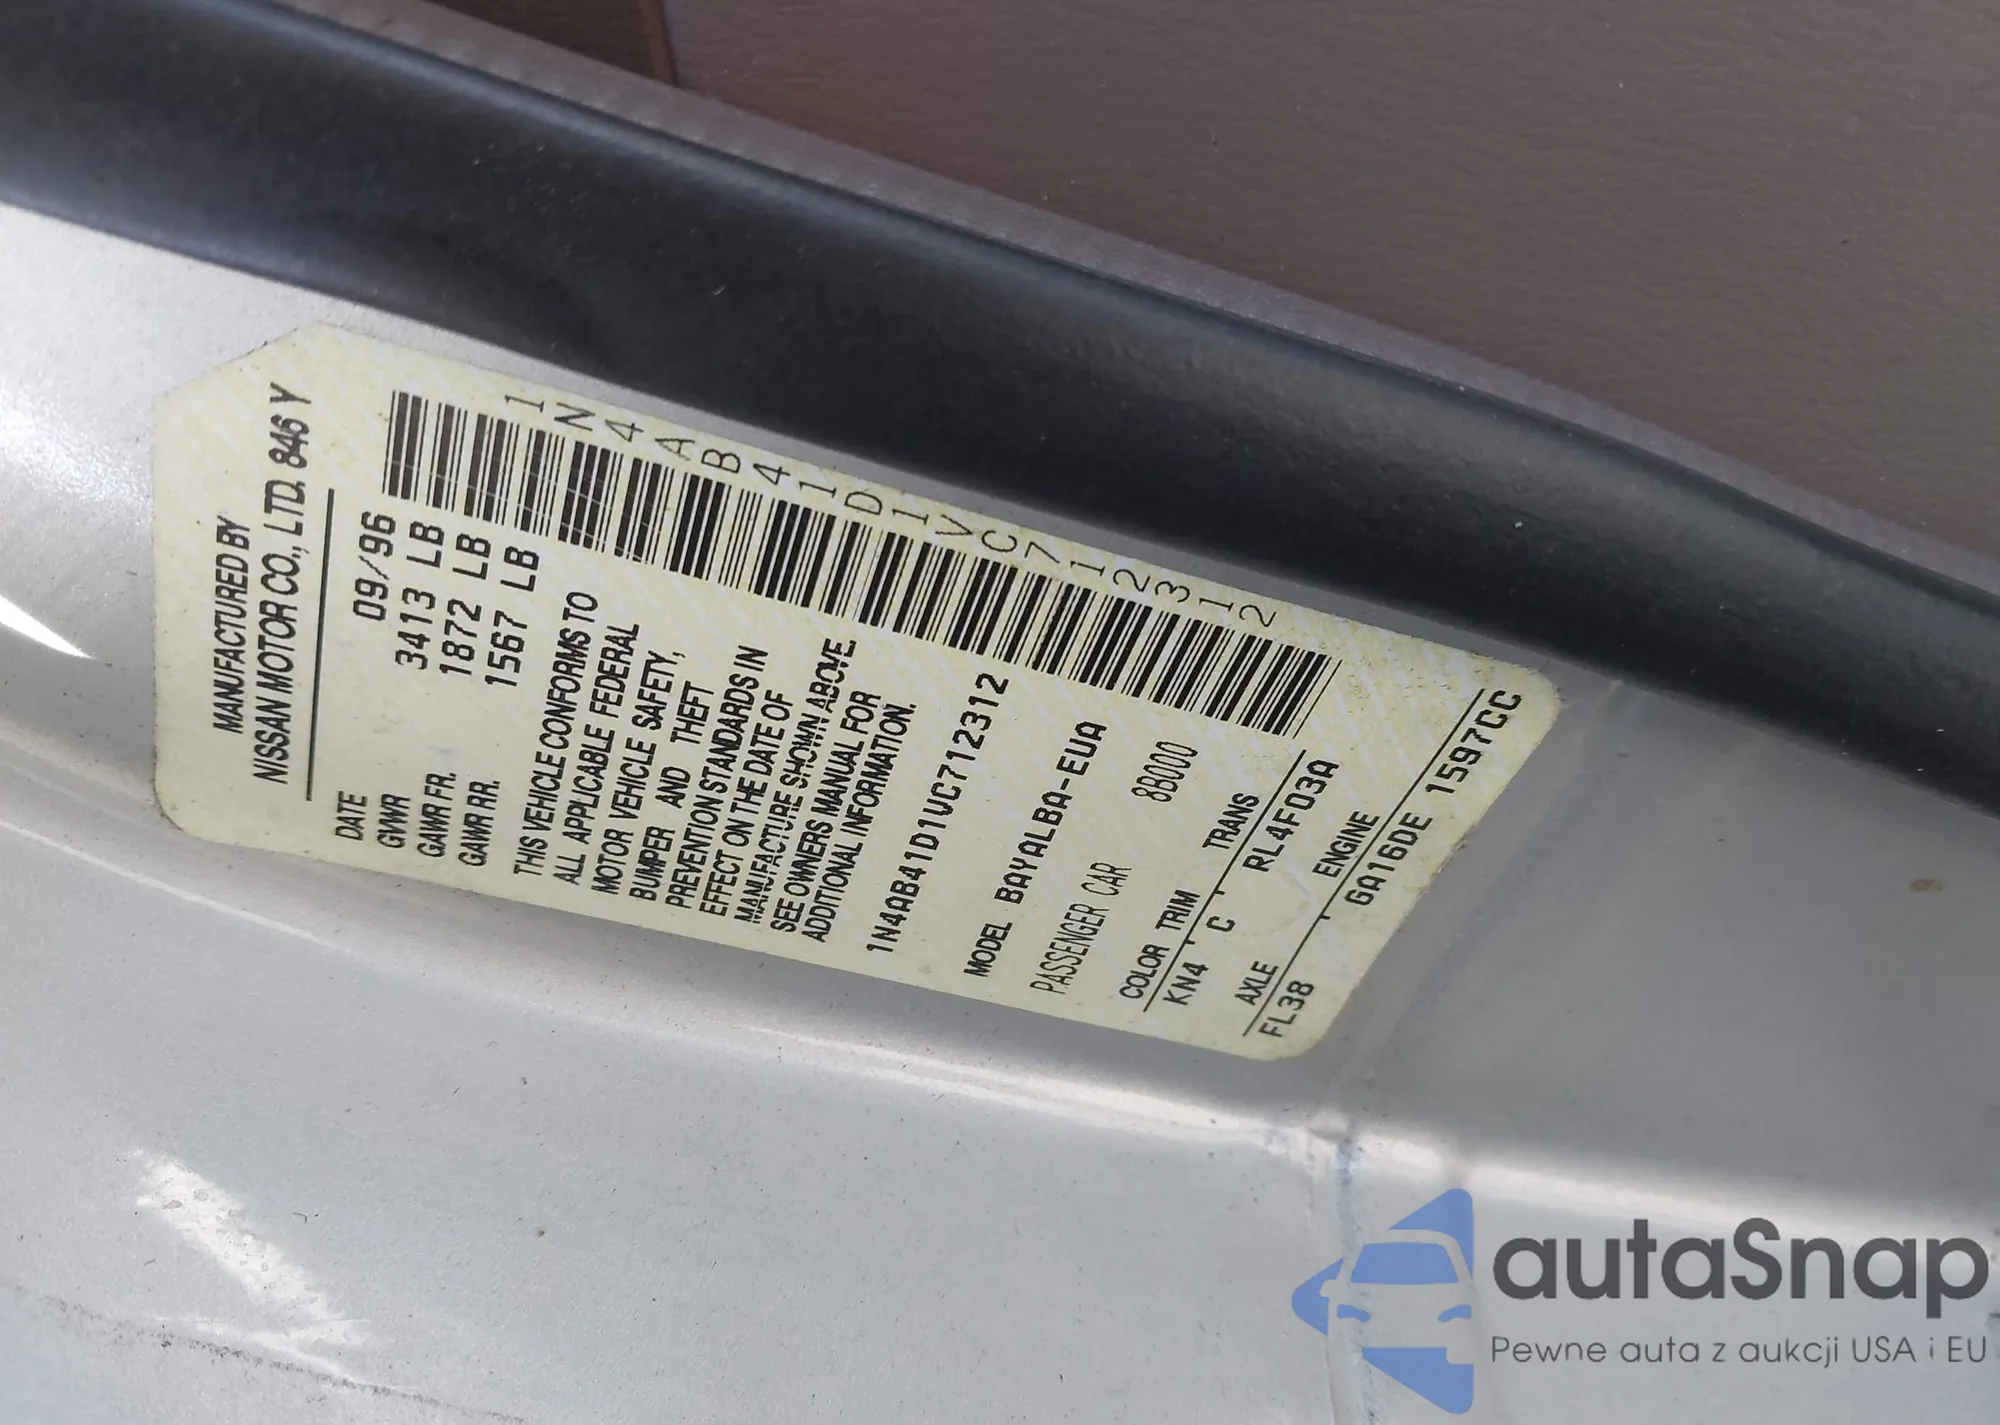 MANUFACTURED BY
NISSAN MOTOR CO., LTD. 846 Y
DATE 09/96
GVWR 3413 LB
GAWR FR. 1872 LB
GAWR RR. 1567 LB
1N4AB41D1VC712312
THIS VEHICLE CONFORMS TO
ALL APPLICABLE FEDERAL
MOTOR VEHICLE SAFETY,
BUMPER AND THEFT
PREVENTION STANDARDS IN
EFFECT ON THE DATE OF
MANUFACTURE SHOWN ABOVE.
SEE OWNERS MANUAL FOR
ADDITIONAL INFORMATION.
1N4AB41D1VC712312
MODEL BAYALBA-EUA
PASSENGER CAR 8B000
COLOR TRIM TRANS
KN4 C RL4F03A
AXLE ENGINE
FL38 GA16DE 1597CC
autaSnap
Pewne auta z aukcji USA i EU